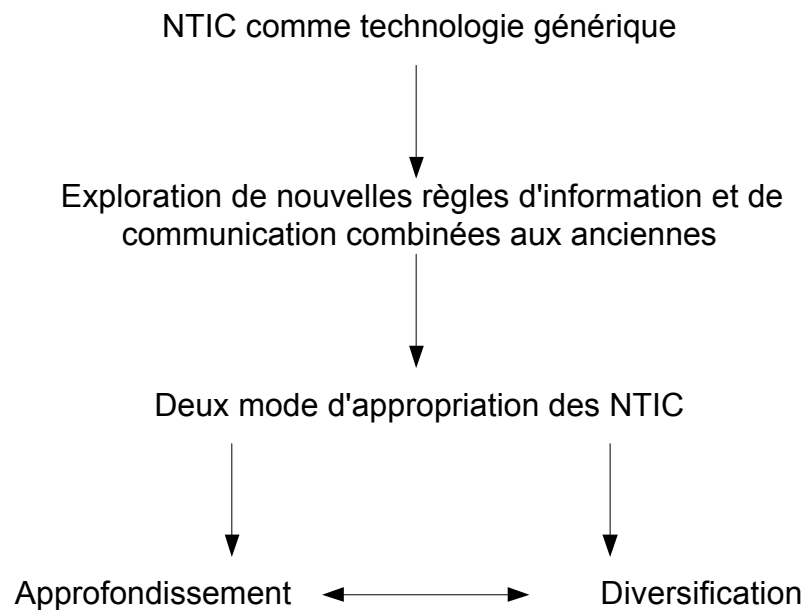 NTIC comme technologie générique
Exploration de nouvelles règles d'information et de
communication combinées aux anciennes
Deux mode d'appropriation des NTIC
Approfondissement
Diversification